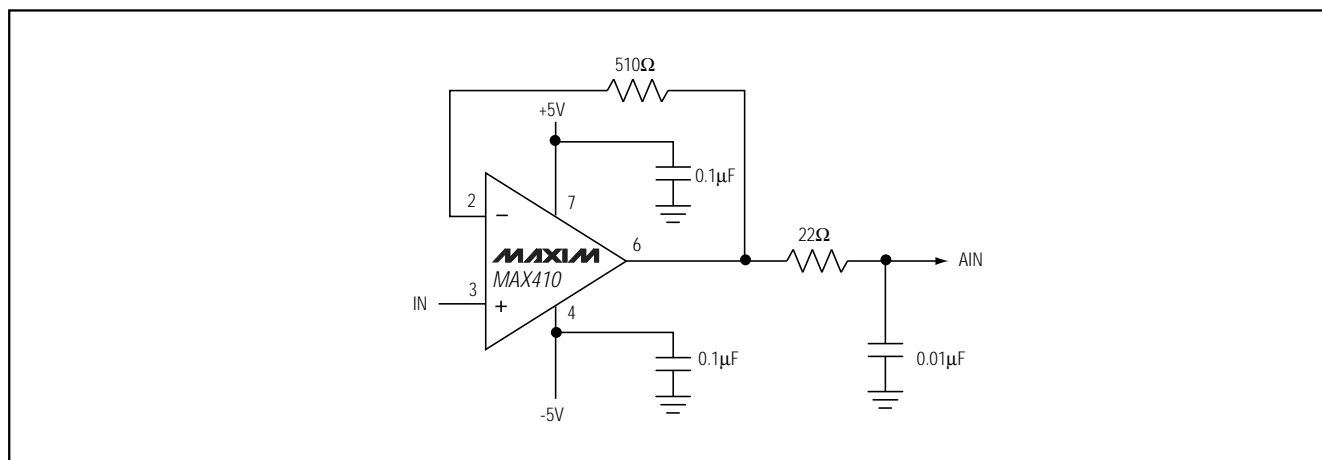 510Ω
+5V
0.1µF
2
7
−
22Ω
6
MAXIM
AIN
MAX410
3
IN
+
4
0.1µF
0.01µF
-5V